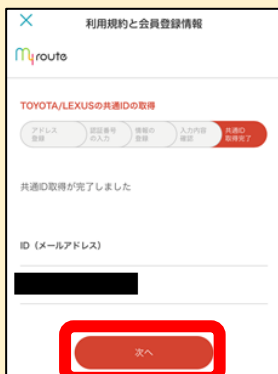 利用規約と会員登録情報
My route
TOYOTA/LEXUSの共通IDの取得
アドレス
登録
認証番号
の入力
情報の
登録
入力内容
確認
共通ID
取得完了
共通ID取得が完了しました
ID（メールアドレス）
次へ